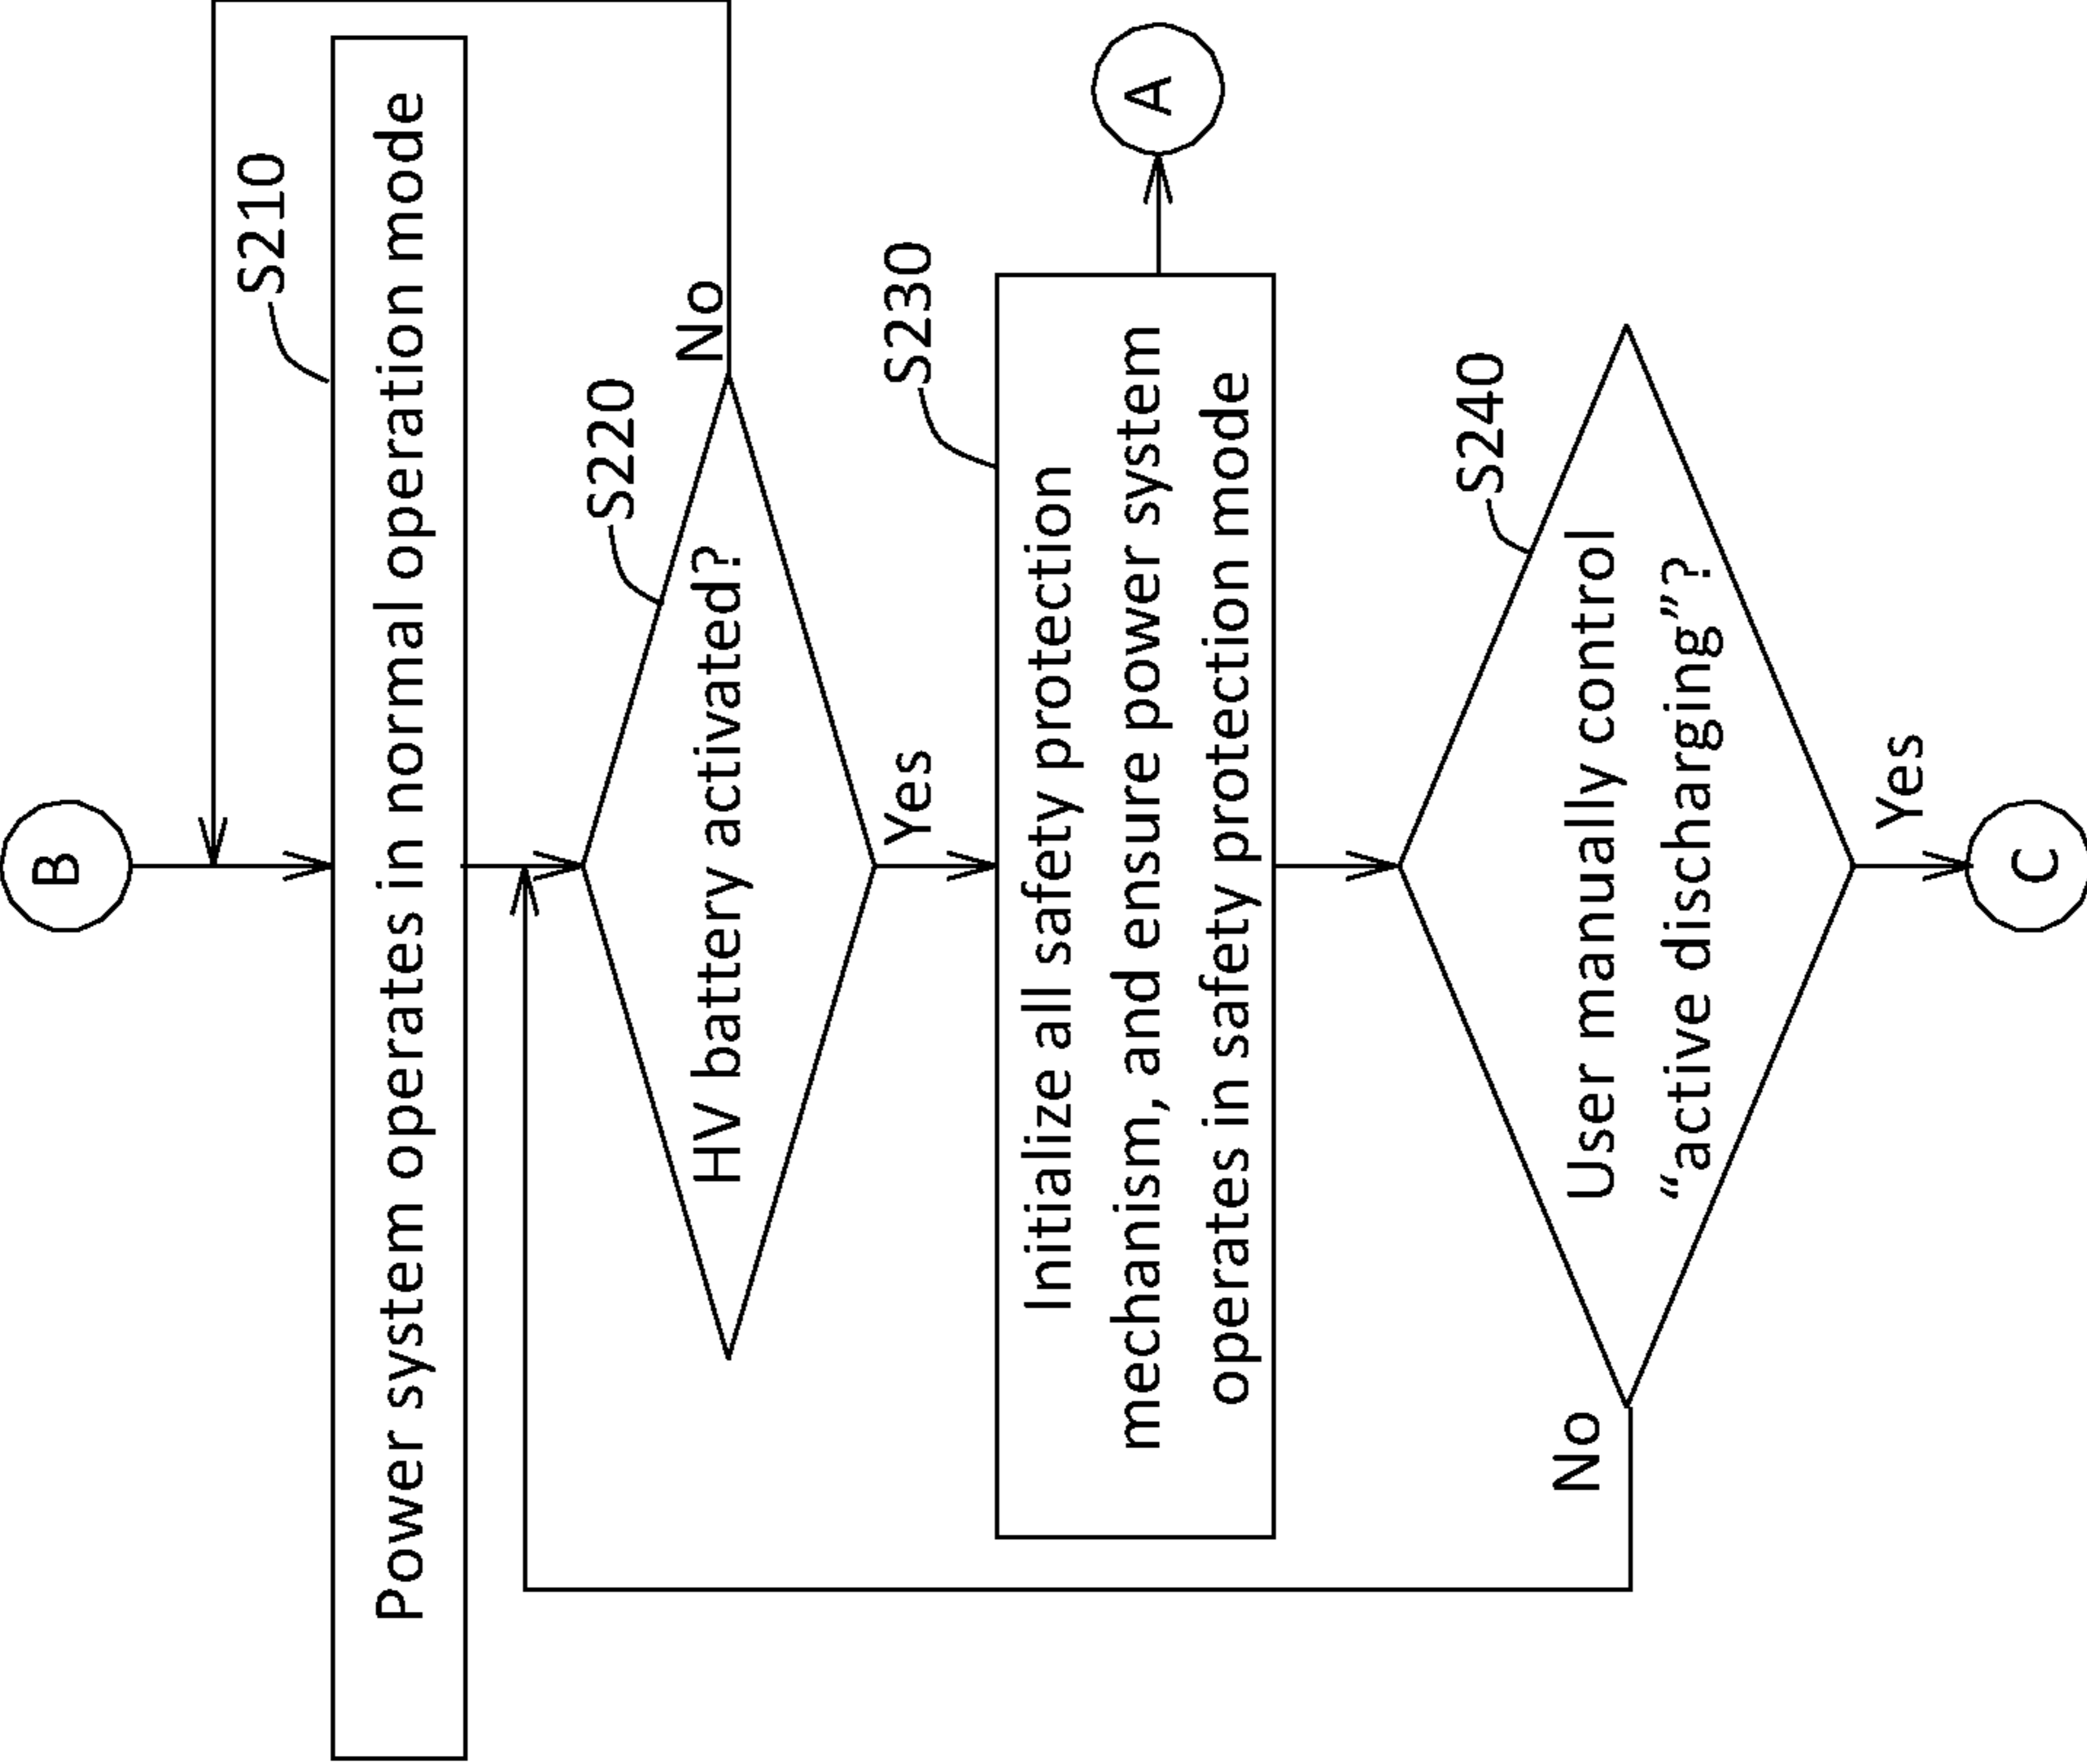 B
S210
Power system operates in normal operation mode
S220
HV battery activated?
No
Yes
S230
Initialize all safety protection
mechanism, and ensure power system
operates in safety protection mode
A
S240
User manually control
“active discharging”?
No
Yes
C